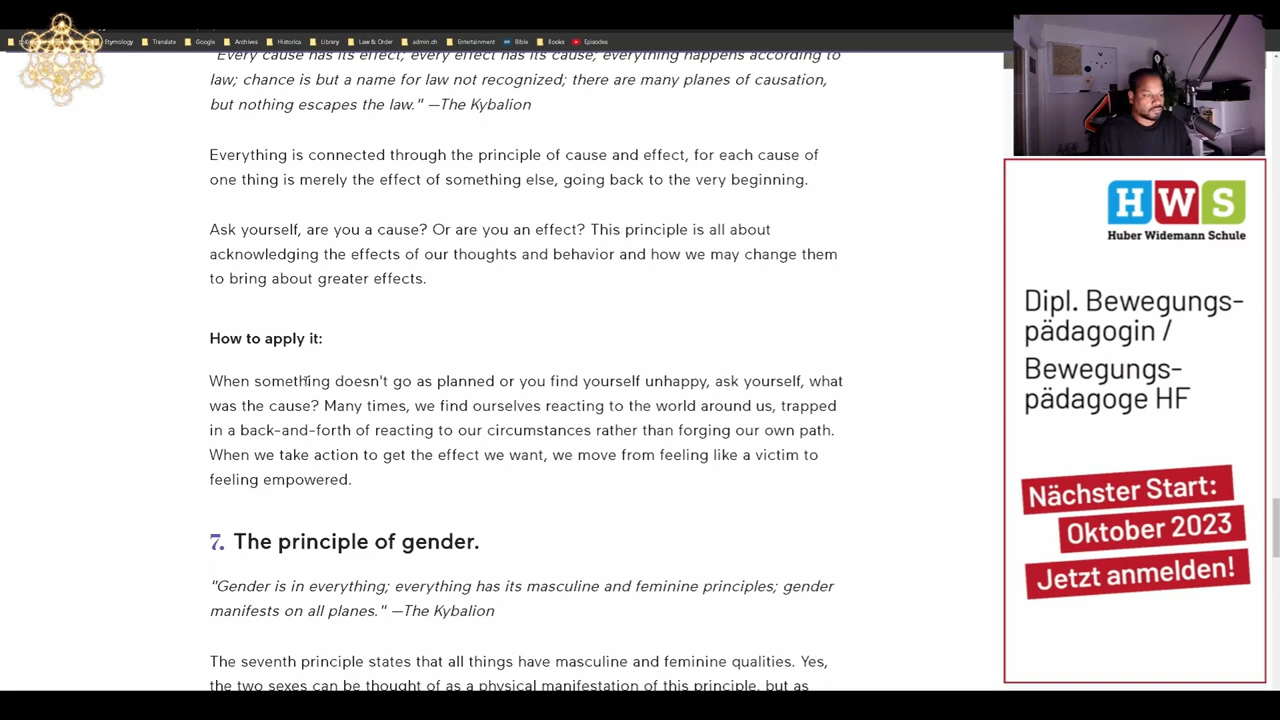 Etymology Translate Google Archives Historica Library Law & Order admin.ch Entertainment Bible Books Episodes
"Every cause has its effect; every effect has its cause; everything happens according to
law; chance is but a name for law not recognized; there are many planes of causation,
but nothing escapes the law." —The Kybalion
Everything is connected through the principle of cause and effect, for each cause of
one thing is merely the effect of something else, going back to the very beginning.
Ask yourself, are you a cause? Or are you an effect? This principle is all about
acknowledging the effects of our thoughts and behavior and how we may change them
to bring about greater effects.
How to apply it:
When something doesn't go as planned or you find yourself unhappy, ask yourself, what
was the cause? Many times, we find ourselves reacting to the world around us, trapped
in a back-and-forth of reacting to our circumstances rather than forging our own path.
When we take action to get the effect we want, we move from feeling like a victim to
feeling empowered.
7. The principle of gender.
"Gender is in everything; everything has its masculine and feminine principles; gender
manifests on all planes." —The Kybalion
The seventh principle states that all things have masculine and feminine qualities. Yes,
the two sexes can be thought of as a physical manifestation of this principle, but as
HWS
Huber Widemann Schule
Dipl. Bewegungs-
pädagogin /
Bewegungs-
pädagoge HF
Nächster Start:
Oktober 2023
Jetzt anmelden!